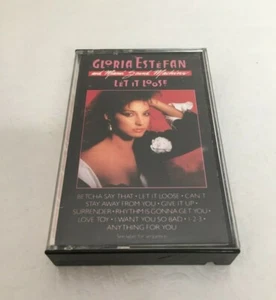 GLORIA ESTEFAN
and Miami Sound Machine
LET IT LOOSE
BETCHA SAY THAT • LET IT LOOSE • CAN'T
STAY AWAY FROM YOU • GIVE IT UP •
SURRENDER • RHYTHM IS GONNA GET YOU •
LOVE TOY • I WANT YOU SO BAD • 1-2-3 •
ANYTHING FOR YOU